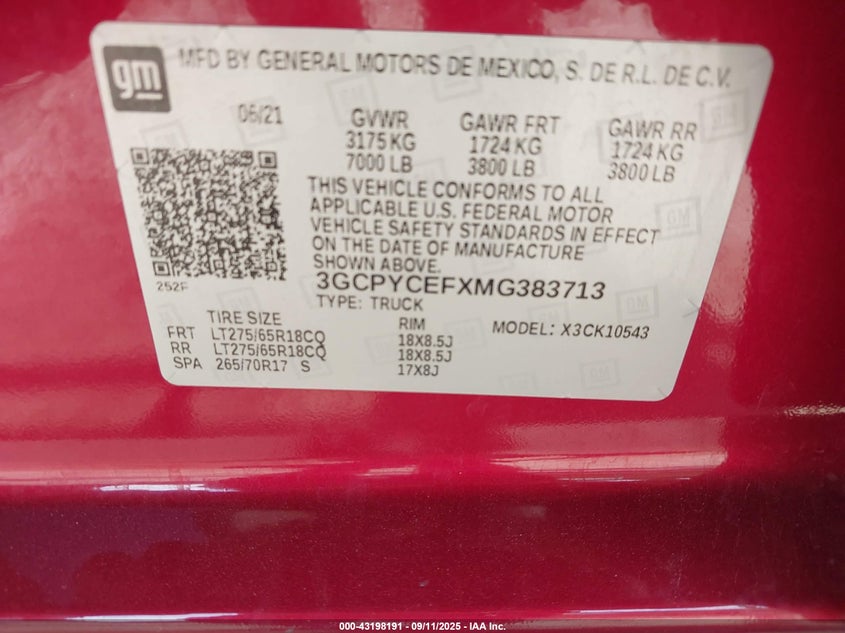 gm
MFD BY GENERAL MOTORS DE MEXICO, S. DE R.L. DE C.V.
06/21 GVWR GAWR FRT GAWR RR
3175 KG 1724 KG 1724 KG
7000 LB 3800 LB 3800 LB
THIS VEHICLE CONFORMS TO ALL
APPLICABLE U.S. FEDERAL MOTOR
VEHICLE SAFETY STANDARDS IN EFFECT
ON THE DATE OF MANUFACTURE
SHOWN ABOVE.
252F 3GCPYCEFXMG383713
TYPE: TRUCK
TIRE SIZE RIM MODEL: X3CK10543
FRT LT275/65R18CQ 18X8.5J
RR LT275/65R18CQ 18X8.5J
SPA 265/70R17 S 17X8J
000-43198191 - 09/11/2025 - IAA Inc.